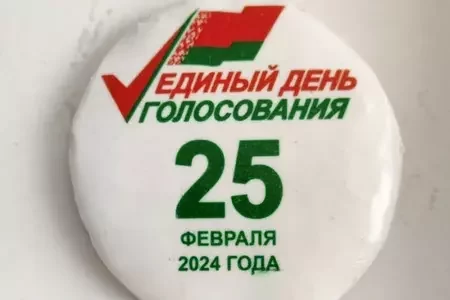 ЕДИНЫЙ ДЕНЬ
ГОЛОСОВАНИЯ
25
ФЕВРАЛЯ
2024 ГОДА